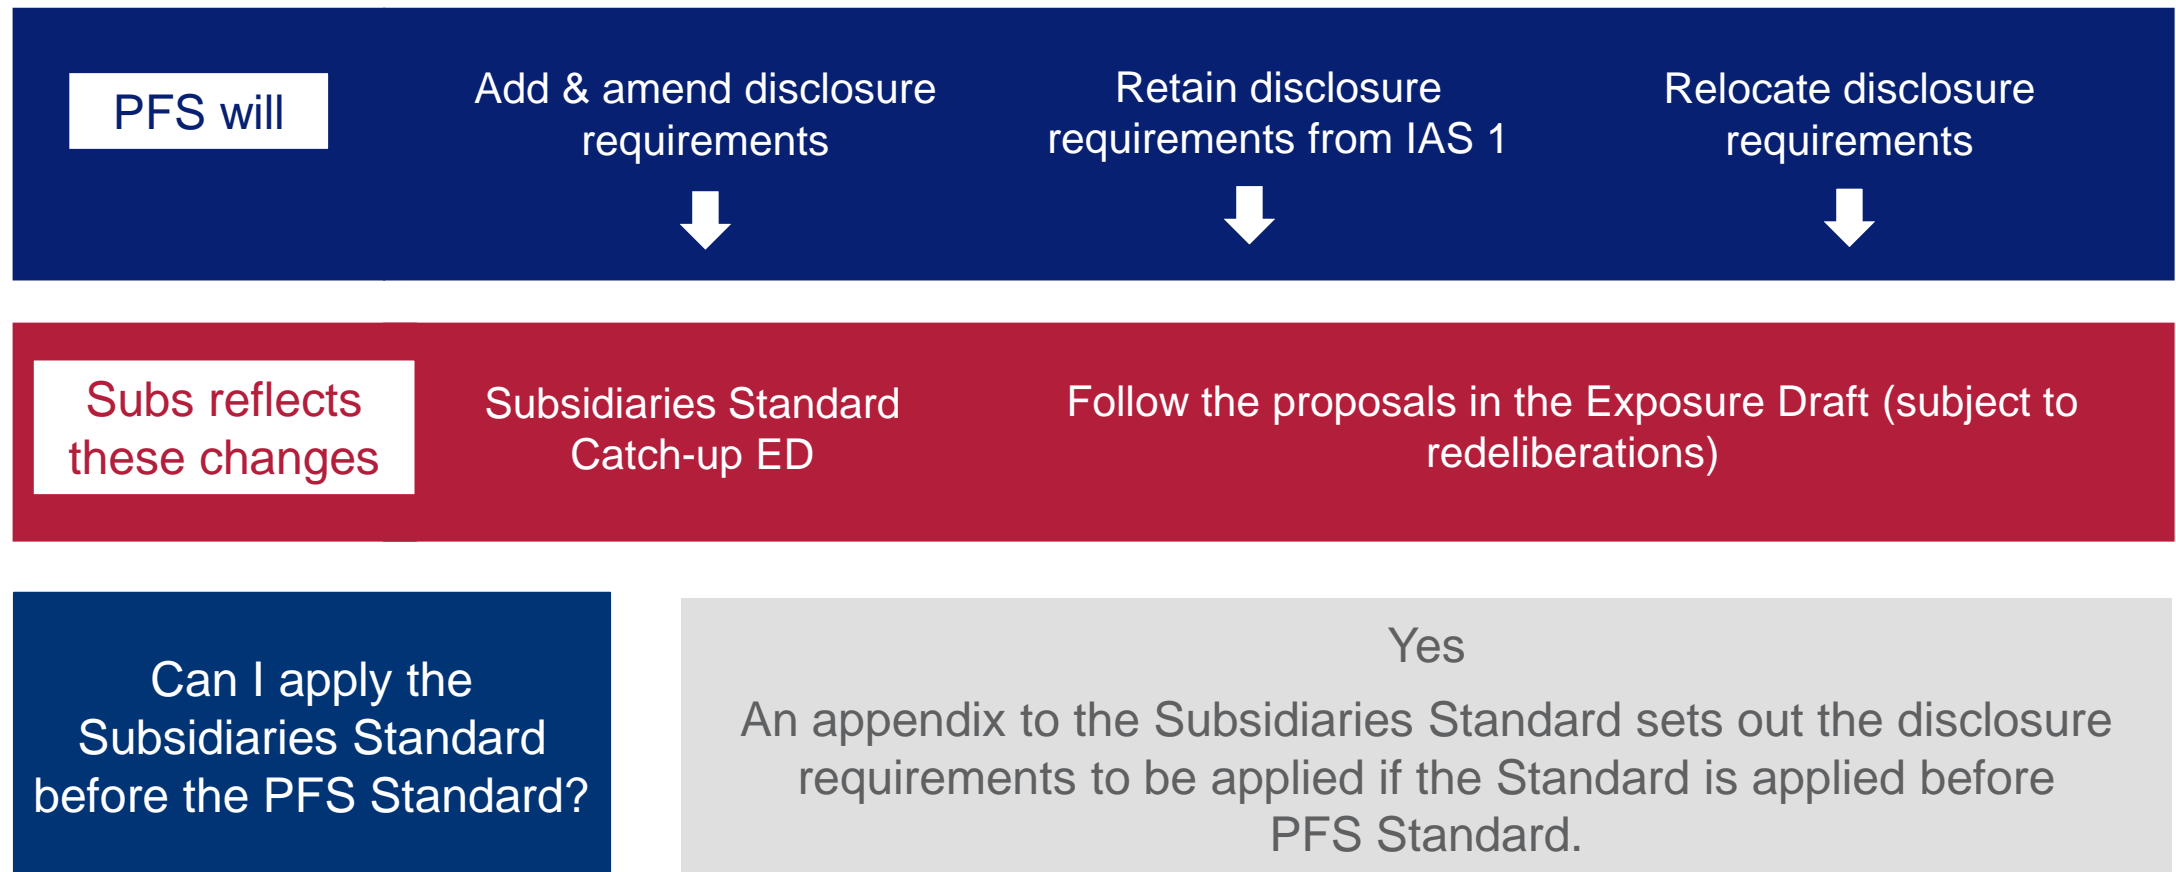 PFS will
Add & amend disclosure
requirements
Retain disclosure
requirements from IAS 1
Relocate disclosure
requirements
Subs reflects
these changes
Subsidiaries Standard
Catch-up ED
Follow the proposals in the Exposure Draft (subject to
redeliberations)
Can I apply the
Subsidiaries Standard
before the PFS Standard?
Yes
An appendix to the Subsidiaries Standard sets out the disclosure
requirements to be applied if the Standard is applied before
PFS Standard.